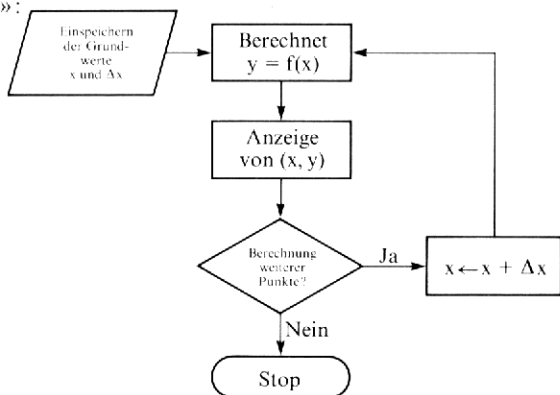 »:
Einspeichern
der Grund-
werte
x und Δx
Berechnet
y = f(x)
Anzeige
von (x, y)
Berechnung
weiterer
Punkte?
Ja
x←x + Δx
Nein
Stop